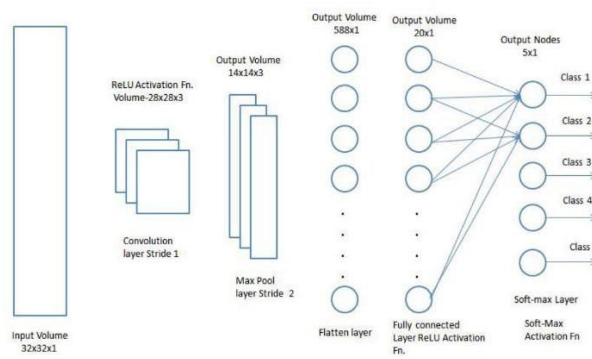 Output Volume
588x1
Output Volume
20x1
Output Nodes
5x1
Output Volume
14x14x3
ReLU Activation Fn.
Volume-28x28x3
Class 1
Class 2
Class 3
Class 4
Class
Convolution
layer Stride 1
Max Pool
layer Stride 2
Input Volume
32x32x1
Flatten layer
Fully connected
Layer ReLU Activation
Fn.
Soft-max Layer
Soft-Max
Activation Fn